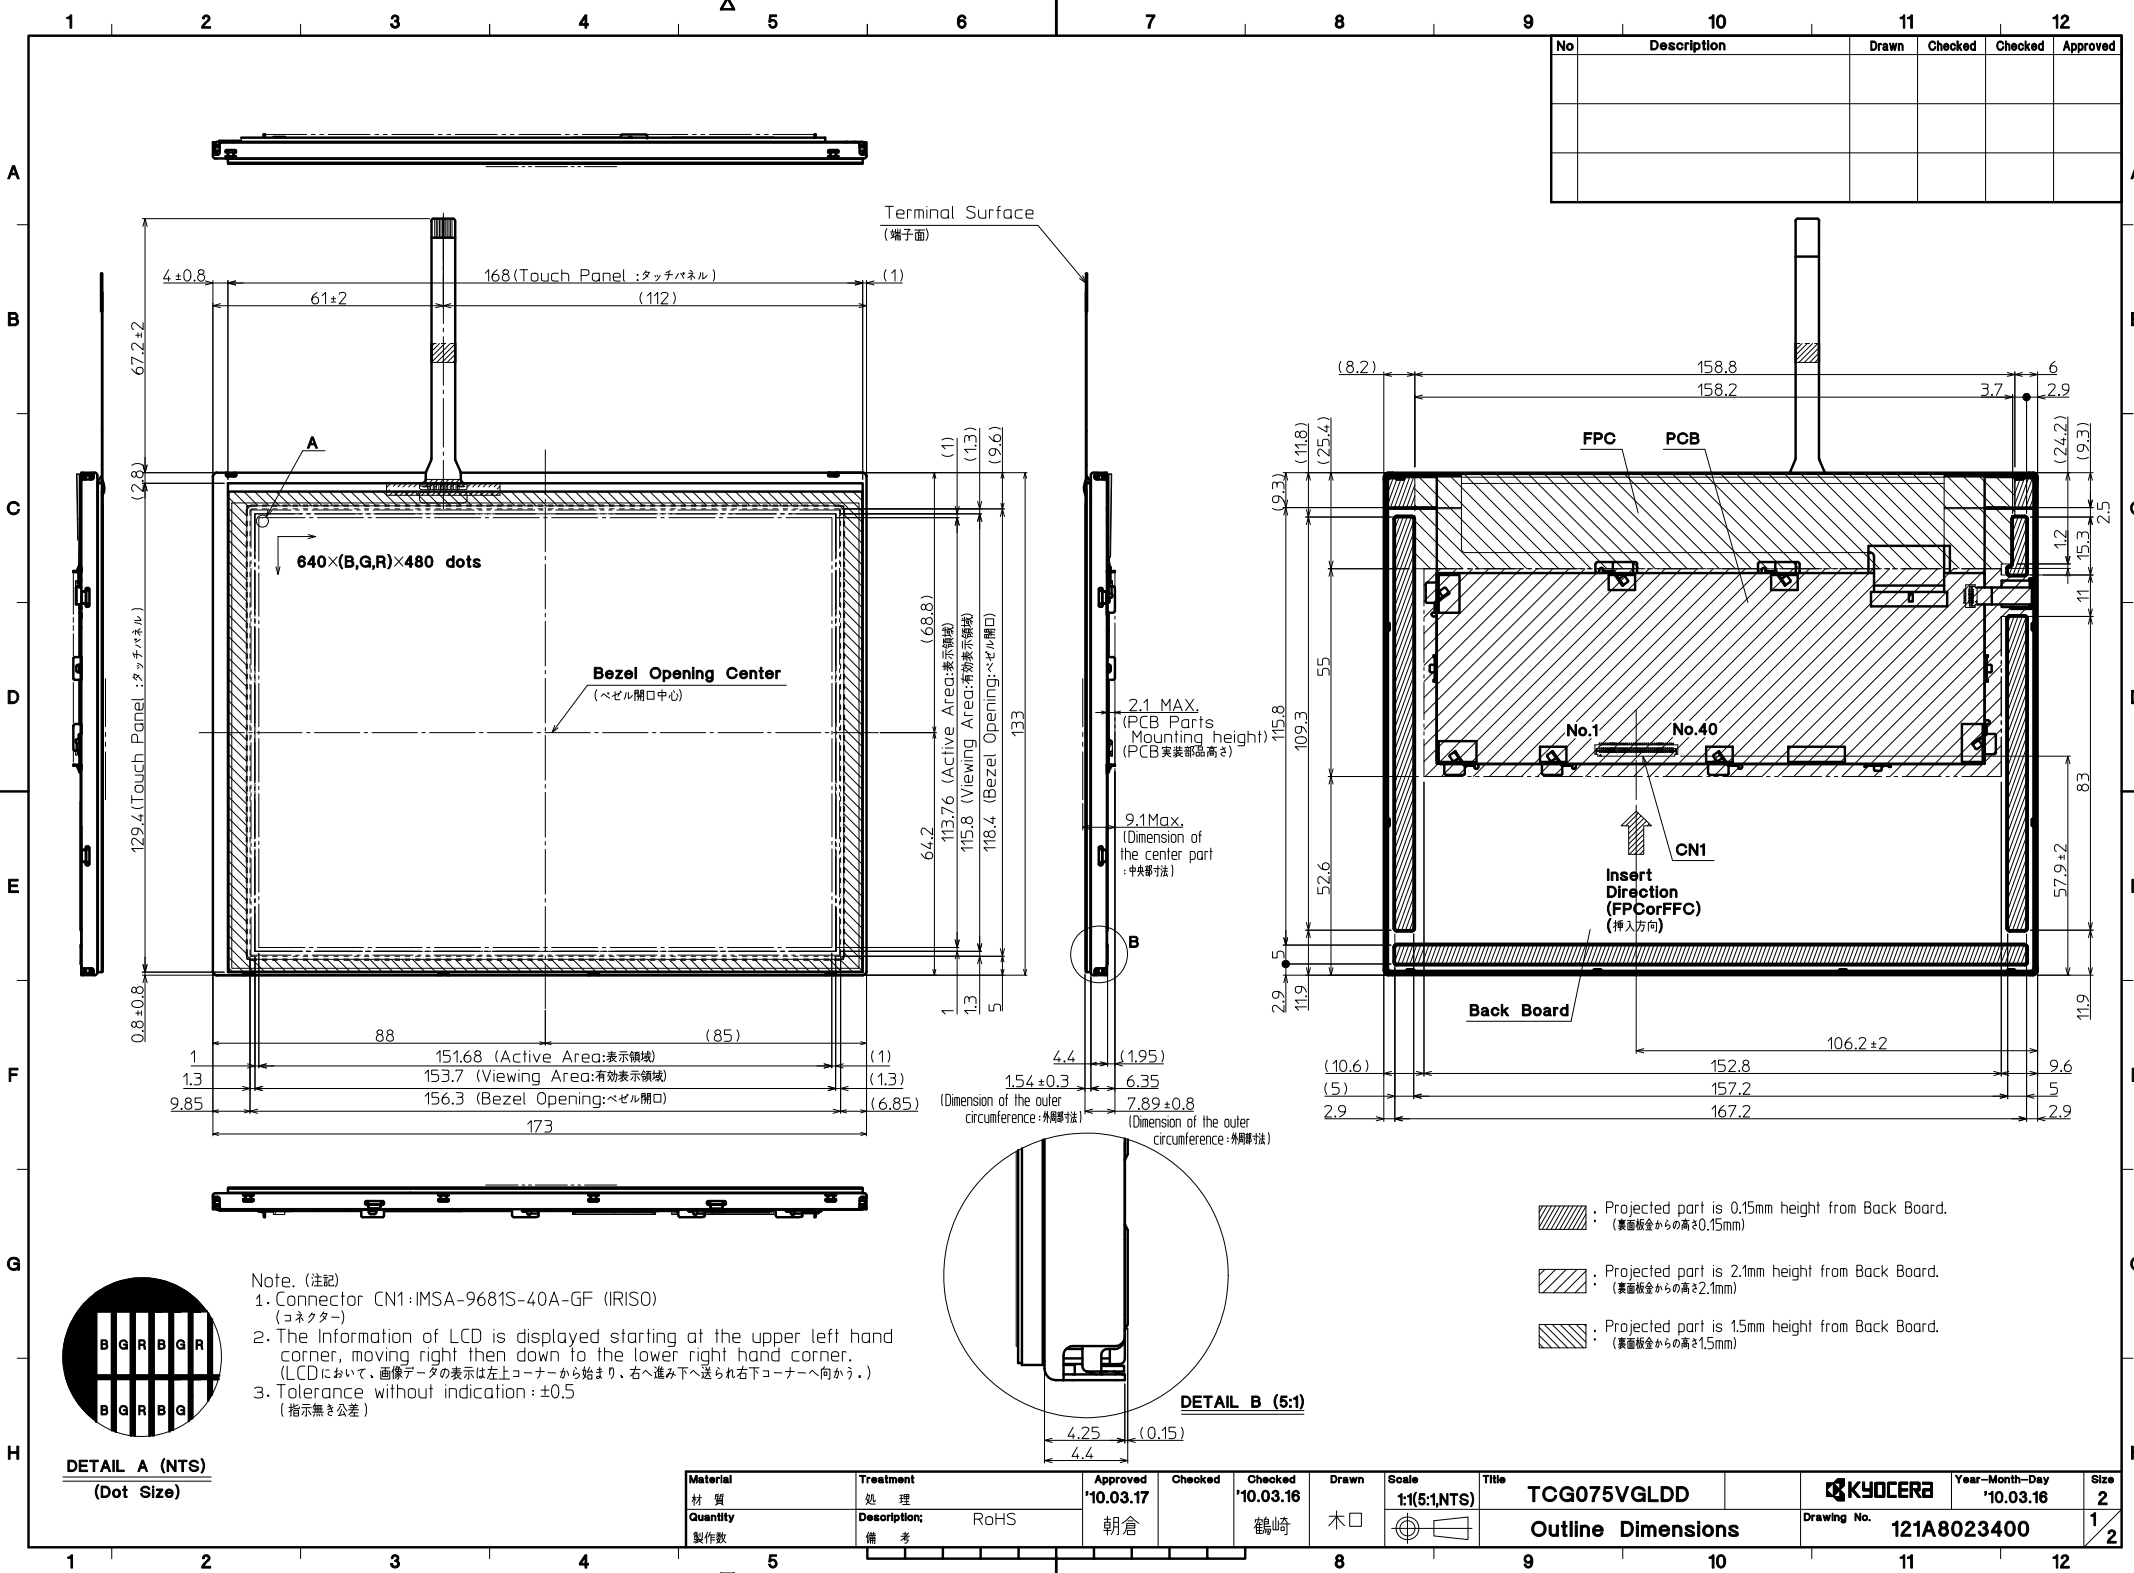 1 2 3 4 5 6 7 8 9 10 11 12
No Description Drawn Checked Checked Approved
A
B
C
D
E
F
G
H
Terminal Surface
(端子面)
4±0.8
168(Touch Panel :タッチパネル)
(1)
61±2
(112)
67.2±2
(2.8)
129.4(Touch Panel :タッチパネル)
0.8±0.8
A
640×(B,G,R)×480 dots
Bezel Opening Center
(ベゼル開口中心)
(1)
(1.3)
(9.6)
(68.8)
64.2
113.76 (Active Area:表示領域)
115.8 (Viewing Area:有効表示領域)
118.4 (Bezel Opening:ベゼル開口)
133
1
1.3
5
88
(85)
1
151.68 (Active Area:表示領域)
(1)
1.3
153.7 (Viewing Area:有効表示領域)
(1.3)
9.85
156.3 (Bezel Opening:ベゼル開口)
(6.85)
173
2.1 MAX.
(PCB Parts
Mounting height)
(PCB実装部品高さ)
9.1Max.
(Dimension of
the center part
:中央部寸法)
B
4.4
(1.95)
1.54±0.3
6.35
(Dimension of the outer
circumference:外周部寸法)
7.89±0.8
(Dimension of the outer
circumference:外周部寸法)
(8.2)
158.8
6
158.2
3.7
2.9
(9.3)
(11.8)
(25.4)
(24.2)
(9.3)
2.5
FPC
PCB
1.2
15.3
11
55
115.8
109.3
No.1
No.40
83
CN1
57.9±2
52.6
Insert
Direction
(FPCorFFC)
(挿入方向)
5
2.9
11.9
Back Board
11.9
106.2±2
(10.6)
152.8
9.6
(5)
157.2
5
2.9
167.2
2.9
: Projected part is 0.15mm height from Back Board.
(裏面板金からの高さ0.15mm)
: Projected part is 2.1mm height from Back Board.
(裏面板金からの高さ2.1mm)
: Projected part is 1.5mm height from Back Board.
(裏面板金からの高さ1.5mm)
Note. (注記)
1. Connector CN1:IMSA-9681S-40A-GF (IRISO)
(コネクター)
2. The Information of LCD is displayed starting at the upper left hand
corner, moving right then down to the lower right hand corner.
(LCDにおいて、画像データの表示は左上コーナーから始まり、右へ進み下へ送られ右下コーナーへ向かう。)
3. Tolerance without indication:±0.5
(指示無き公差)
B G R B G R
B G R B G
DETAIL A (NTS)
(Dot Size)
DETAIL B (5:1)
4.25
(0.15)
4.4
Material
材 質
Treatment
処 理
Approved
'10.03.17
Checked
Checked
'10.03.16
Drawn
Scale
1:1(5:1,NTS)
Title
TCG075VGLDD
KYOCERA
Year-Month-Day
'10.03.16
Size
2
Quantity
製作数
Description;
備 考
RoHS
朝倉
鶴崎
木口
Outline Dimensions
Drawing No.
121A8023400
1/2
1 2 3 4 5 8 9 10 11 12